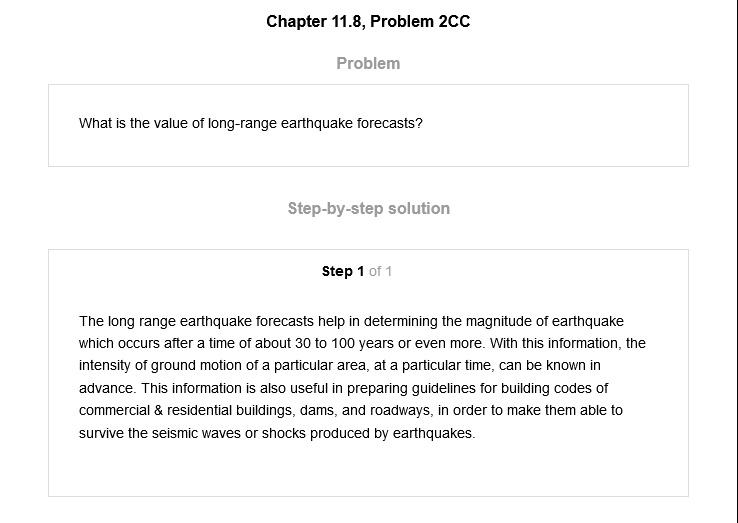 Chapter 11.8, Problem 2CC
Problem
What is the value of long-range earthquake forecasts?
Step-by-step solution
Step 1 of 1
The long range earthquake forecasts help in determining the magnitude of earthquake
which occurs after a time of about 30 to 100 years or even more. With this information, the
intensity of ground motion of a particular area, at a particular time, can be known in
advance. This information is also useful in preparing guidelines for building codes of
commercial & residential buildings, dams, and roadways, in order to make them able to
survive the seismic waves or shocks produced by earthquakes.